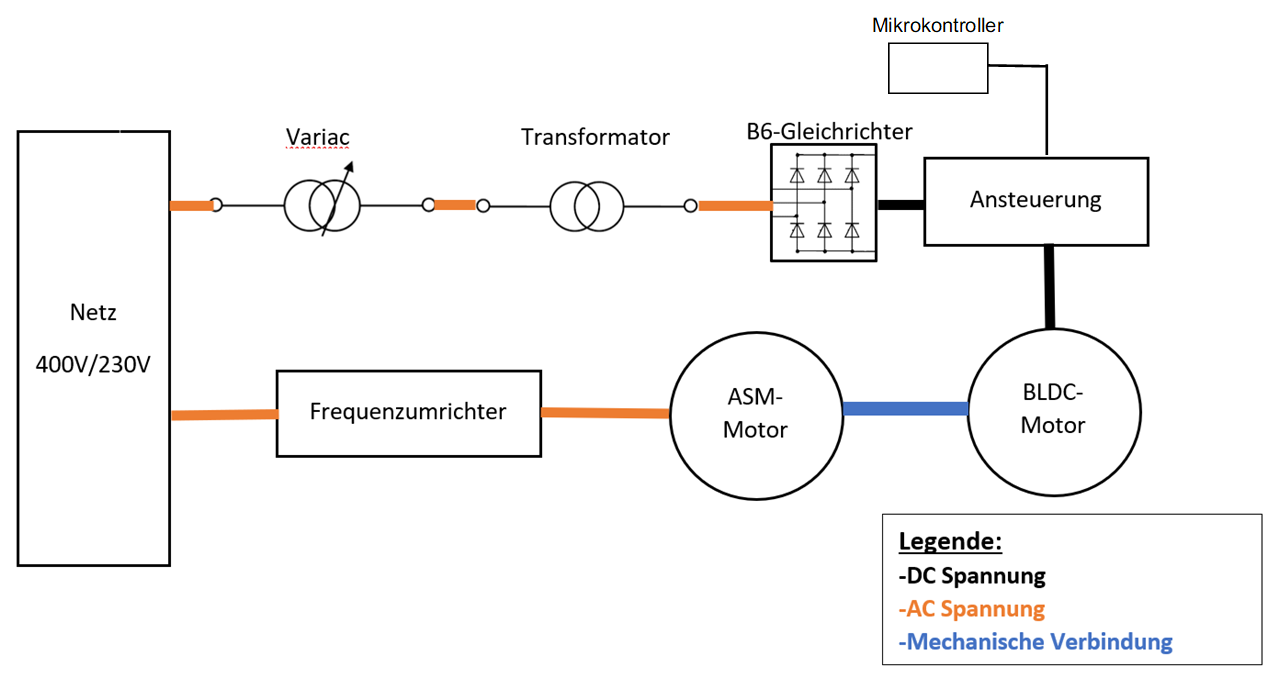 Mikrokontroller
Variac
Transformator
B6-Gleichrichter
Ansteuerung
Netz
400V/230V
Frequenzumrichter
ASM-
Motor
BLDC-
Motor
Legende:
-DC Spannung
-AC Spannung
-Mechanische Verbindung